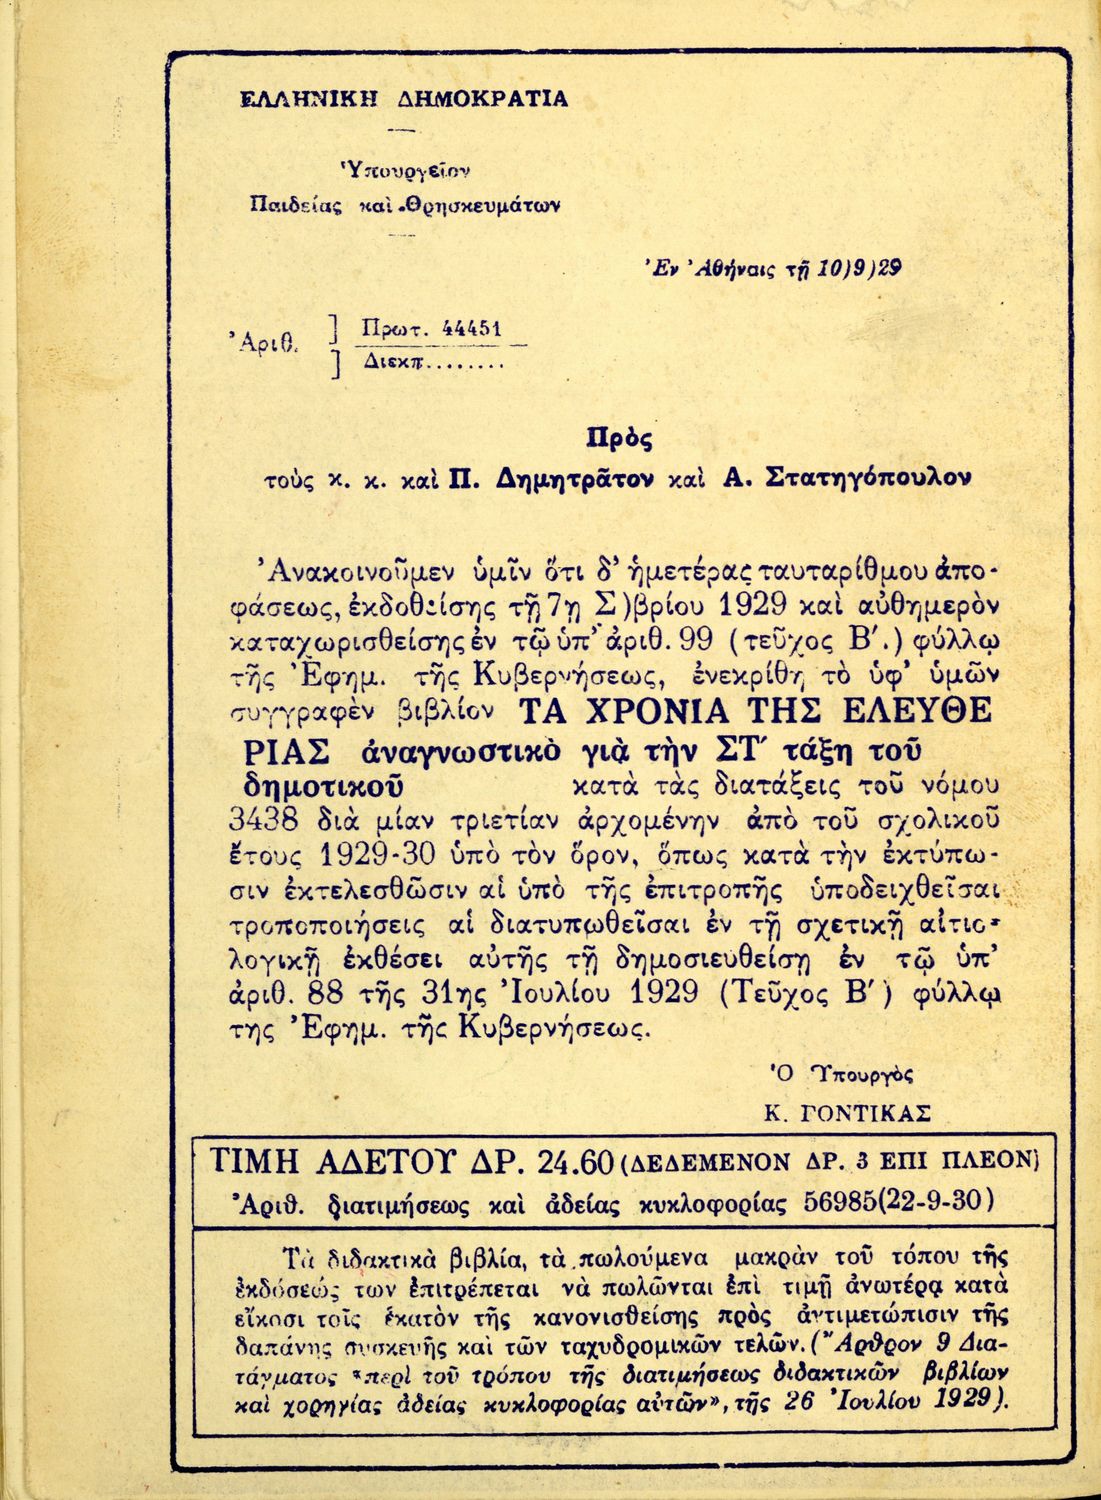 ΕΛΛΗΝΙΚΗ ΔΗΜΟΚΡΑΤΙΑ
Ὑπουργεῖον
Παιδείας καὶ Θρησκευμάτων
Ἐν Ἀθήναις τῇ 10)9)29
Ἀριθ. ] Πρωτ. 44451
] Διεκπ........
Πρὸς
τοὺς κ. κ. καὶ Π. Δημητρᾶτον καὶ Α. Στατηγόπουλον
Ἀνακοινοῦμεν ὑμῖν ὅτι δ' ἡμετέρας ταυταρίθμου ἀπο-
φάσεως, ἐκδοθείσης τῇ 7ῃ Σ)βρίου 1929 καὶ αὐθημερὸν
καταχωρισθείσης ἐν τῷ ὑπ' ἀριθ. 99 (τεῦχος Β'.) φύλλῳ
τῆς Ἐφημ. τῆς Κυβερνήσεως, ἐνεκρίθη τὸ ὑφ' ὑμῶν
συγγραφὲν βιβλίον ΤΑ ΧΡΟΝΙΑ ΤΗΣ ΕΛΕΥΘΕ
ΡΙΑΣ ἀναγνωστικὸ γιὰ τὴν ΣΤ' τάξη τοῦ
δημοτικοῦ κατὰ τὰς διατάξεις τοῦ νόμου
3438 διὰ μίαν τριετίαν ἀρχομένην ἀπὸ τοῦ σχολικοῦ
ἔτους 1929-30 ὑπὸ τὸν ὅρον, ὅπως κατὰ τὴν ἐκτύπω-
σιν ἐκτελεσθῶσιν αἱ ὑπὸ τῆς ἐπιτροπῆς ὑποδειχθεῖσαι
τροποποιήσεις αἱ διατυπωθεῖσαι ἐν τῇ σχετικῇ αἰτιο-
λογικῇ ἐκθέσει αὐτῆς τῇ δημοσιευθείσῃ ἐν τῷ ὑπ'
ἀριθ. 88 τῆς 31ης Ἰουλίου 1929 (Τεῦχος Β') φύλλῳ
της Ἐφημ. τῆς Κυβερνήσεως.
Ὁ Ὑπουργὸς
Κ. ΓΟΝΤΙΚΑΣ
ΤΙΜΗ ΑΔΕΤΟΥ ΔΡ. 24.60 (ΔΕΔΕΜΕΝΟΝ ΔΡ. 3 ΕΠΙ ΠΛΕΟΝ)
Ἀριθ. διατιμήσεως καὶ ἀδείας κυκλοφορίας 56985(22-9-30)
Τὰ διδακτικὰ βιβλία, τὰ πωλούμενα μακρὰν τοῦ τόπου τῆς
ἐκδόσεώς των ἐπιτρέπεται νὰ πωλῶνται ἐπὶ τιμῇ ἀνωτέρᾳ κατὰ
εἴκοσι τοῖς ἑκατὸν τῆς κανονισθείσης πρὸς ἀντιμετώπισιν τῆς
δαπάνης συσκευῆς καὶ τῶν ταχυδρομικῶν τελῶν. (Ἄρθρον 9 Δια-
τάγματος «περὶ τοῦ τρόπου τῆς διατιμήσεως διδακτικῶν βιβλίων
καὶ χορηγίας ἀδείας κυκλοφορίας αὐτῶν», τῆς 26 Ἰουλίου 1929).